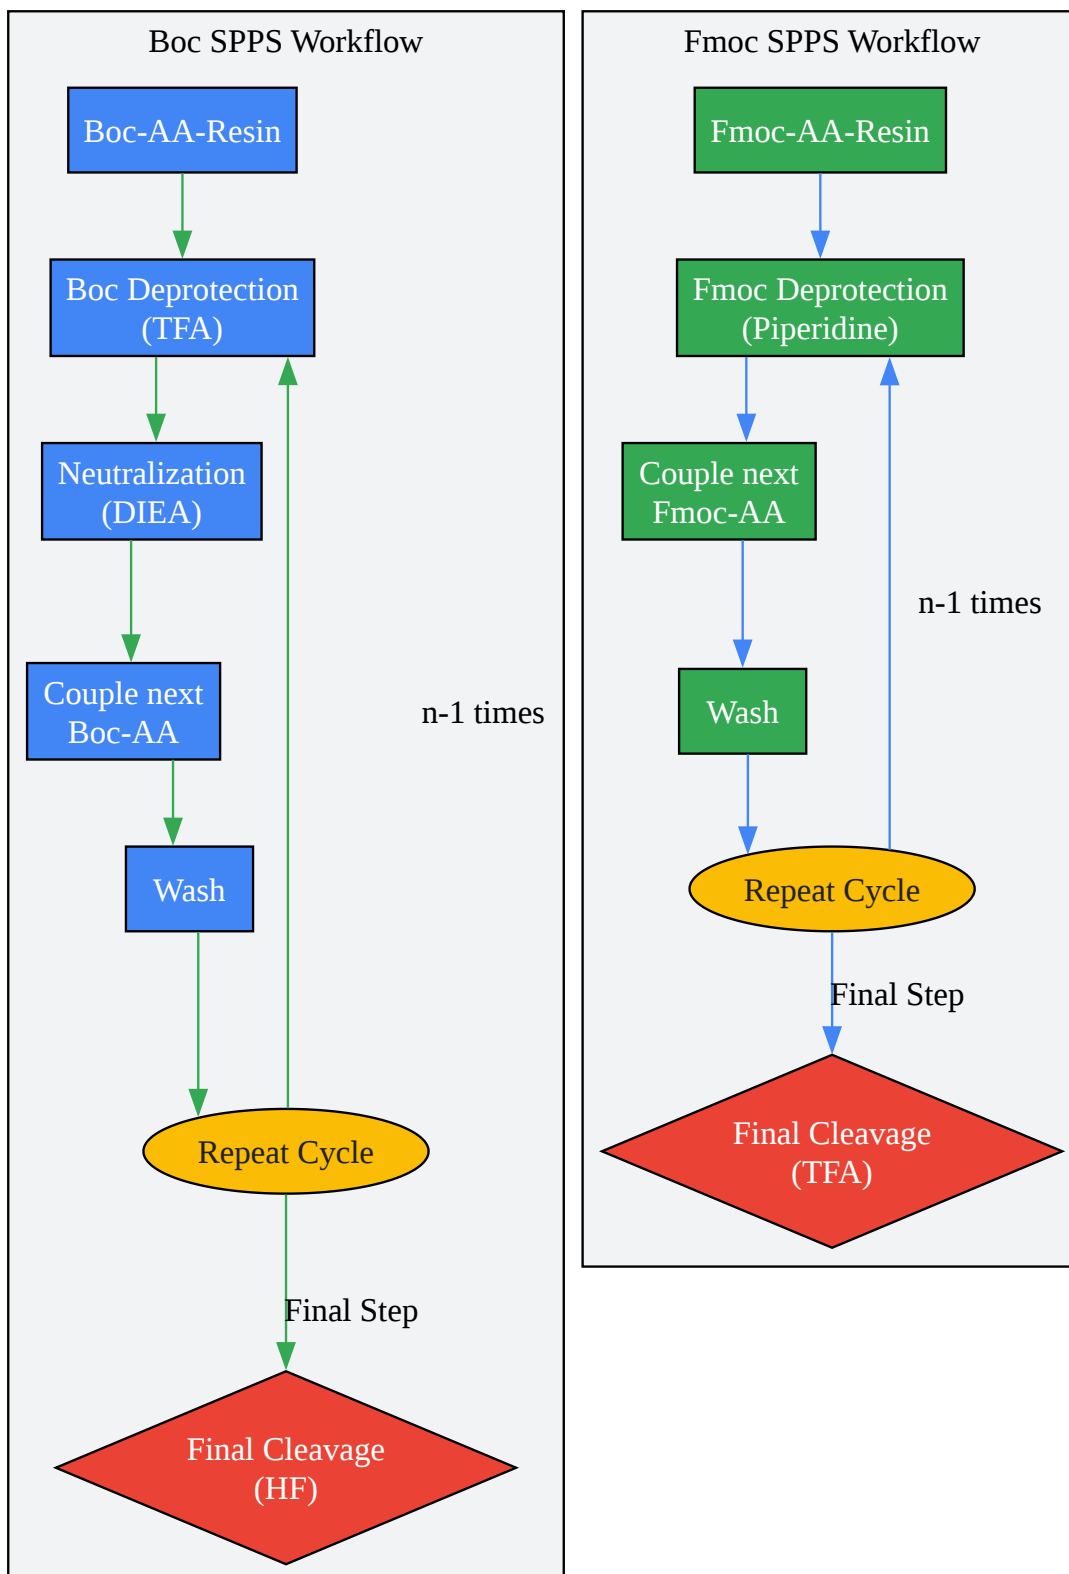 Boc SPPS Workflow
Boc-AA-Resin
Boc Deprotection
(TFA)
Neutralization
(DIEA)
Couple next
Boc-AA
n-1 times
Wash
Repeat Cycle
Final Step
Final Cleavage
(HF)
Fmoc SPPS Workflow
Fmoc-AA-Resin
Fmoc Deprotection
(Piperidine)
Couple next
Fmoc-AA
n-1 times
Wash
Repeat Cycle
Final Step
Final Cleavage
(TFA)